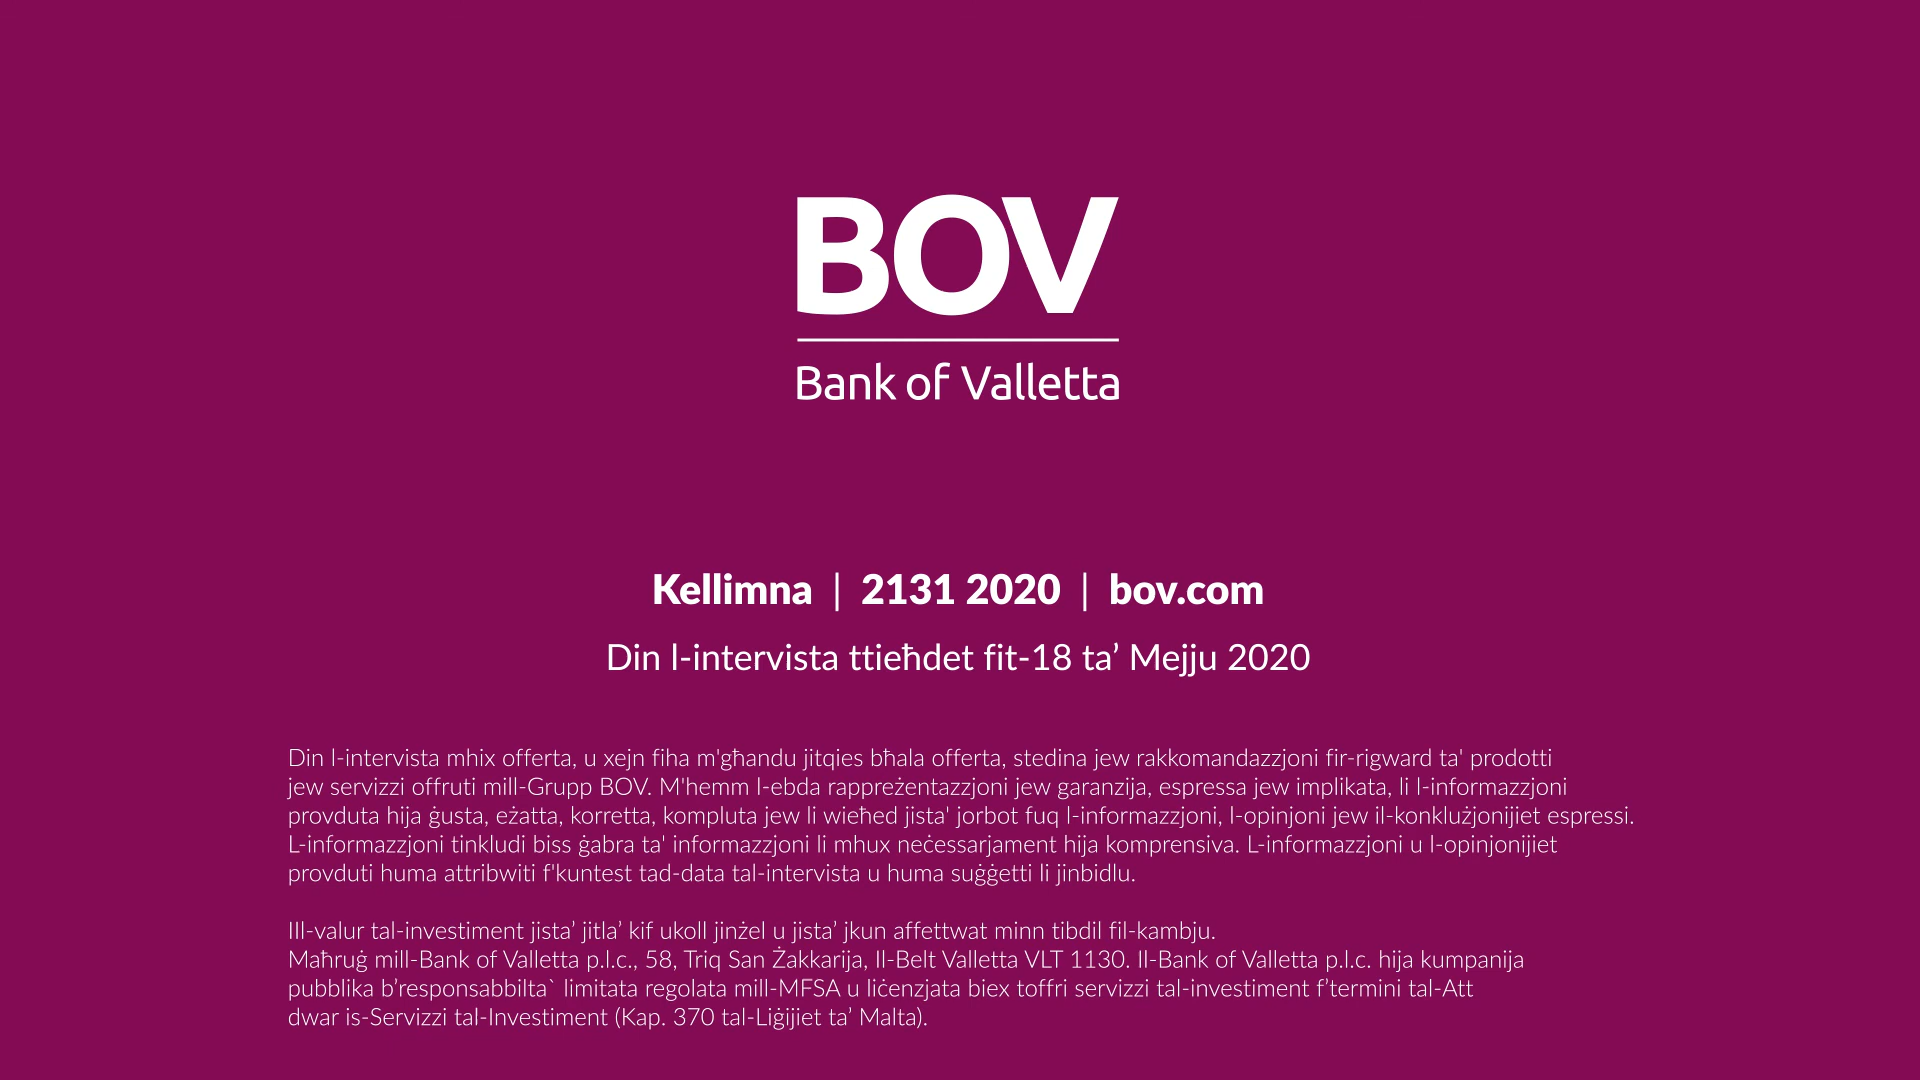 BOV
Bank of Valletta
Kellimna | 2131 2020 | bov.com
Din l-intervista ttieħdet fit-18 ta’ Mejju 2020
Din l-intervista mhix offerta, u xejn fiha m'għandu jitqies bħala offerta, stedina jew rakkomandazzjoni fir-rigward ta' prodotti
jew servizzi offruti mill-Grupp BOV. M'hemm l-ebda rappreżentazzjoni jew garanzija, espressa jew implikata, li l-informazzjoni
provduta hija ġusta, eżatta, korretta, kompluta jew li wieħed jista' jorbot fuq l-informazzjoni, l-opinjoni jew il-konklużjonijiet espressi.
L-informazzjoni tinkludi biss ġabra ta' informazzjoni li mhux neċessarjament hija komprensiva. L-informazzjoni u l-opinjonijiet
provduti huma attribwiti f'kuntest tad-data tal-intervista u huma suġġetti li jinbidlu.
Ill-valur tal-investiment jista’ jitla’ kif ukoll jinżel u jista’ jkun affettwat minn tibdil fil-kambju.
Maħruġ mill-Bank of Valletta p.l.c., 58, Triq San Żakkarija, Il-Belt Valletta VLT 1130. Il-Bank of Valletta p.l.c. hija kumpanija
pubblika b’responsabbilta` limitata regolata mill-MFSA u liċenzjata biex toffri servizzi tal-investiment f’termini tal-Att
dwar is-Servizzi tal-Investiment (Kap. 370 tal-Liġijiet ta’ Malta).